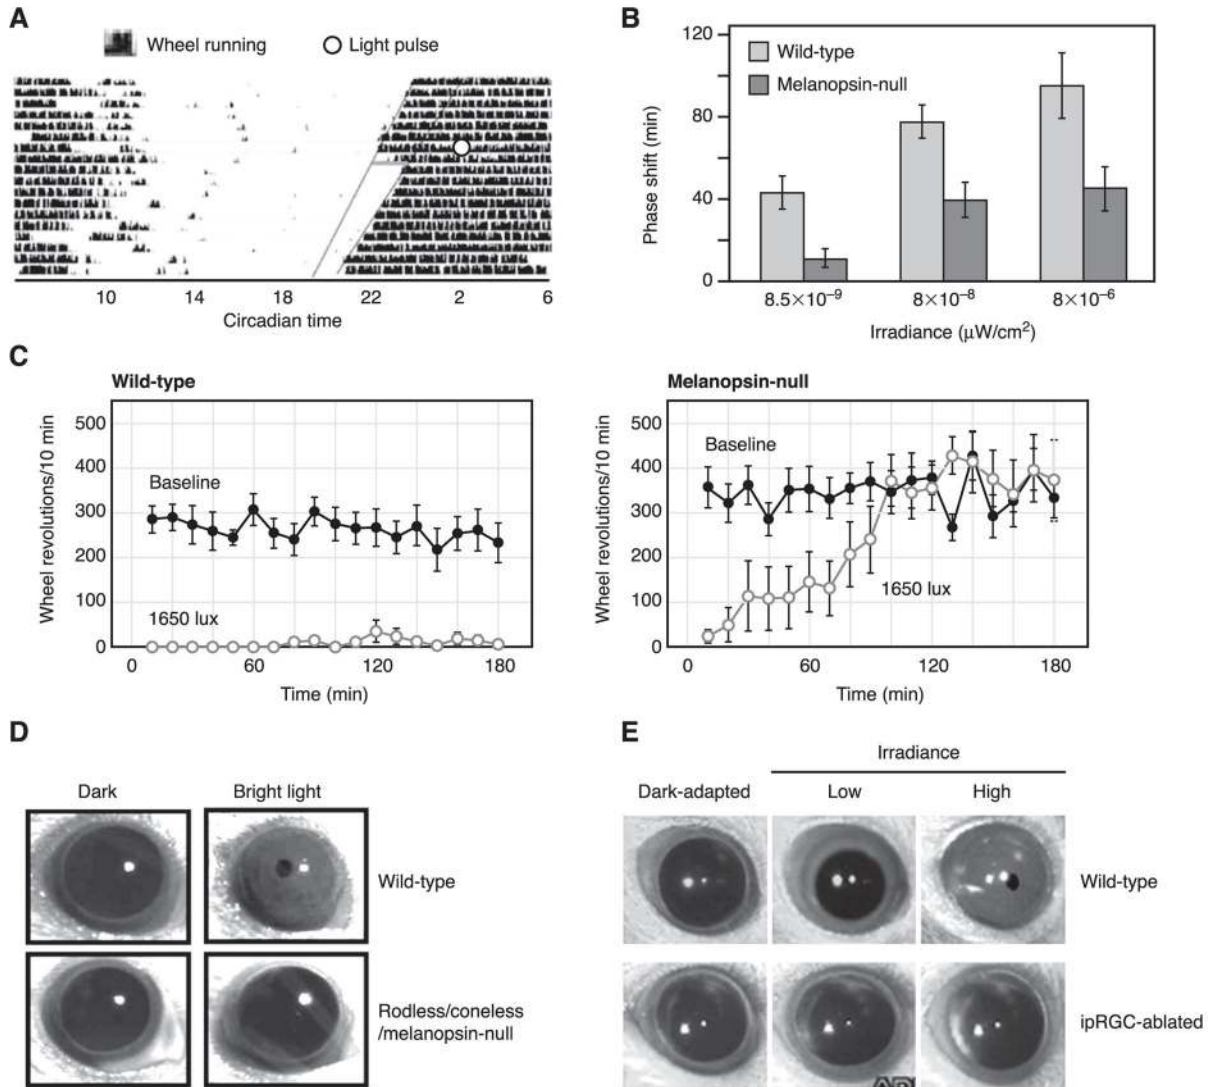 A
Wheel running
Light pulse
10 14 18 22 2 6
Circadian time
B
120
80
40
0
Wild-type
Melanopsin-null
Phase shift (min)
8.5×10⁻⁹ 8×10⁻⁸ 8×10⁻⁶
Irradiance (μW/cm²)
C
Wild-type
500
400
300
200
100
0
Wheel revolutions/10 min
Baseline
1650 lux
0 60 120 180
Time (min)
Melanopsin-null
500
400
300
200
100
0
Wheel revolutions/10 min
Baseline
1650 lux
0 60 120 180
Time (min)
D
Dark Bright light
Wild-type
Rodless/coneless
/melanopsin-null
E
Irradiance
Dark-adapted Low High
Wild-type
ipRGC-ablated